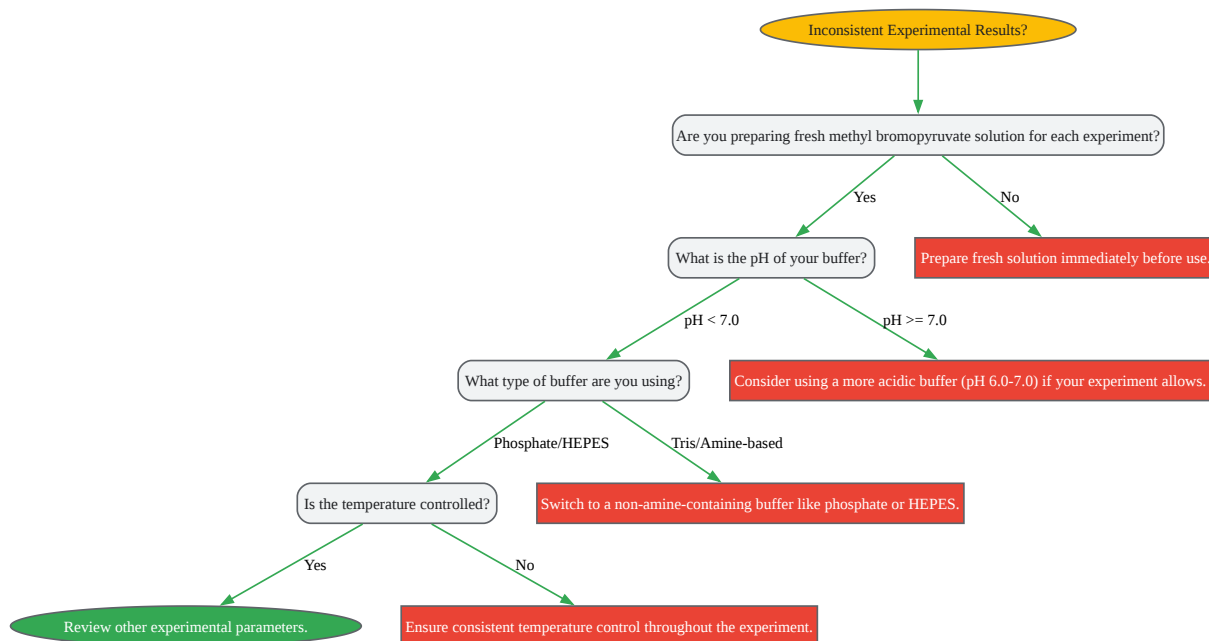 Inconsistent Experimental Results?
Are you preparing fresh methyl bromopyruvate solution for each experiment?
Yes
No
What is the pH of your buffer?
Prepare fresh solution immediately before use.
pH < 7.0
pH >= 7.0
What type of buffer are you using?
Consider using a more acidic buffer (pH 6.0-7.0) if your experiment allows.
Phosphate/HEPES
Tris/Amine-based
Is the temperature controlled?
Switch to a non-amine-containing buffer like phosphate or HEPES.
Yes
No
Review other experimental parameters.
Ensure consistent temperature control throughout the experiment.